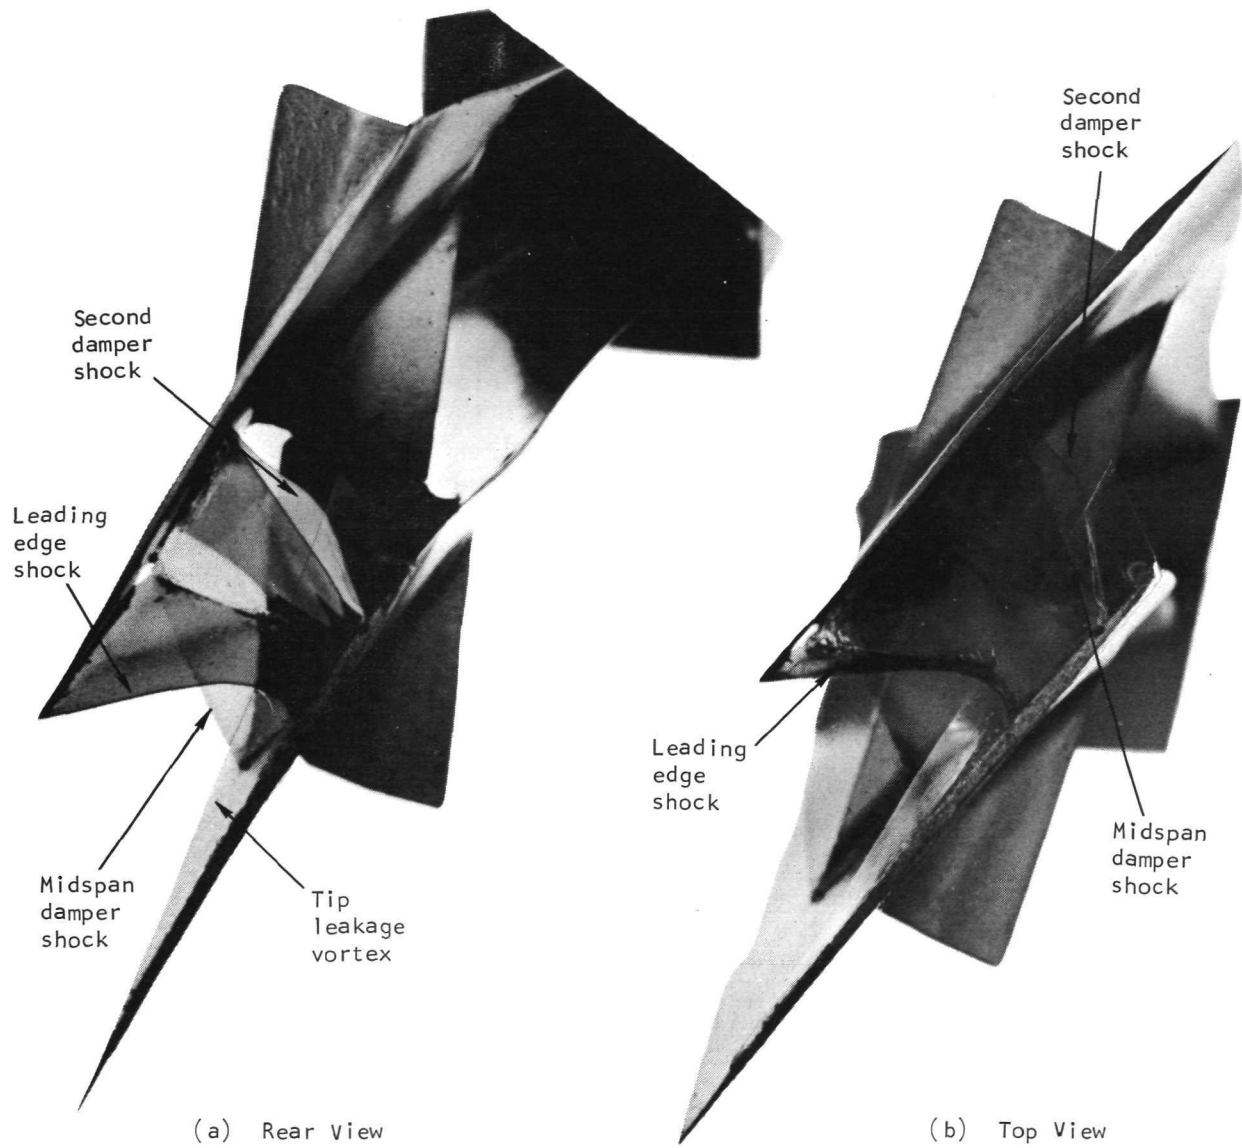 Second
damper
shock
Leading
edge
shock
Midspan
damper
shock
Tip
leakage
vortex
(a) Rear View
Second
damper
shock
Leading
edge
shock
Midspan
damper
shock
(b) Top View